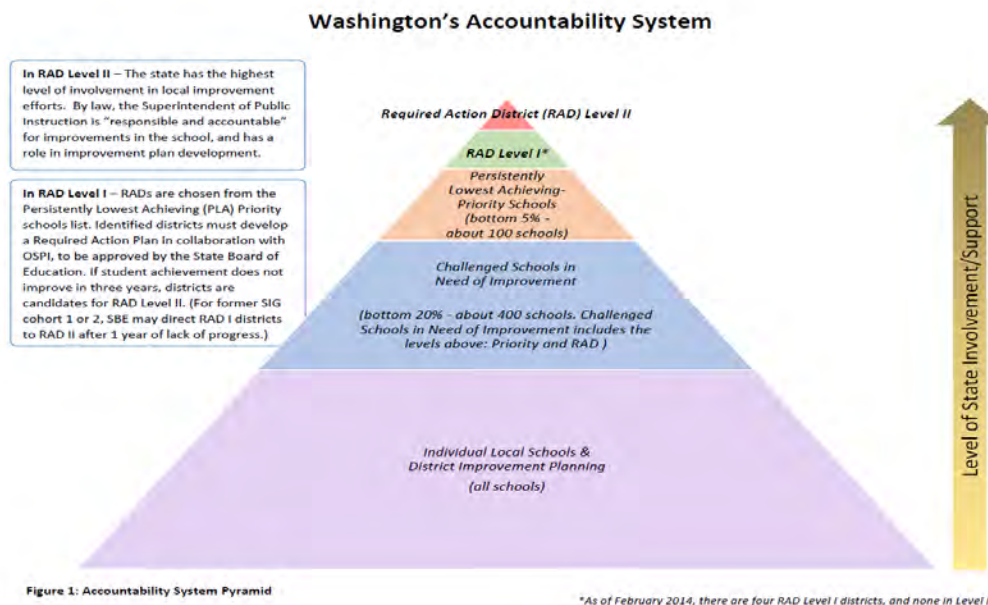 Washington's Accountability System
In RAD Level II – The state has the highest
level of involvement in local improvement
efforts. By law, the Superintendent of Public
Instruction is "responsible and accountable"
for improvements in the school, and has a
role in improvement plan development.
In RAD Level I – RADs are chosen from the
Persistently Lowest Achieving (PLA) Priority
schools list. Identified districts must develop
a Required Action Plan in collaboration with
OSPI, to be approved by the State Board of
Education. If student achievement does not
improve in three years, districts are
candidates for RAD Level II. (For former SIG
cohort 1 or 2, SBE may direct RAD I districts
to RAD II after 1 year of lack of progress.)
Required Action District (RAD) Level II
RAD Level I*
Persistently
Lowest Achieving-
Priority Schools
(bottom 5% -
about 100 schools)
Challenged Schools in
Need of Improvement
(bottom 20% - about 400 schools. Challenged
Schools in Need of Improvement includes the
levels above: Priority and RAD )
Individual Local Schools &
District Improvement Planning
(all schools)
Level of State Involvement/Support
Figure 1: Accountability System Pyramid
*As of February 2014, there are four RAD Level I districts, and none in Level